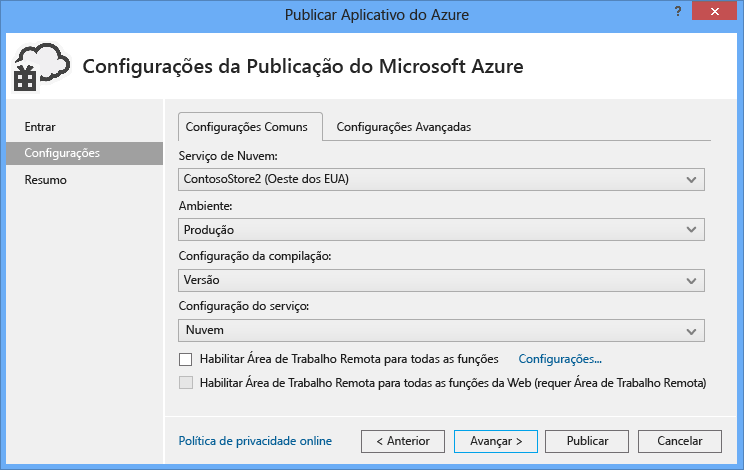 Publicar Aplicativo do Azure
?
Configurações da Publicação do Microsoft Azure
Entrar
Configurações
Resumo
Configurações Comuns
Configurações Avançadas
Serviço de Nuvem:
ContosoStore2 (Oeste dos EUA)
Ambiente:
Produção
Configuração da compilação:
Versão
Configuração do serviço:
Nuvem
Habilitar Área de Trabalho Remota para todas as funções Configurações...
Habilitar Área de Trabalho Remota para todas as funções da Web (requer Área de Trabalho Remota)
Política de privacidade online
< Anterior
Avançar >
Publicar
Cancelar